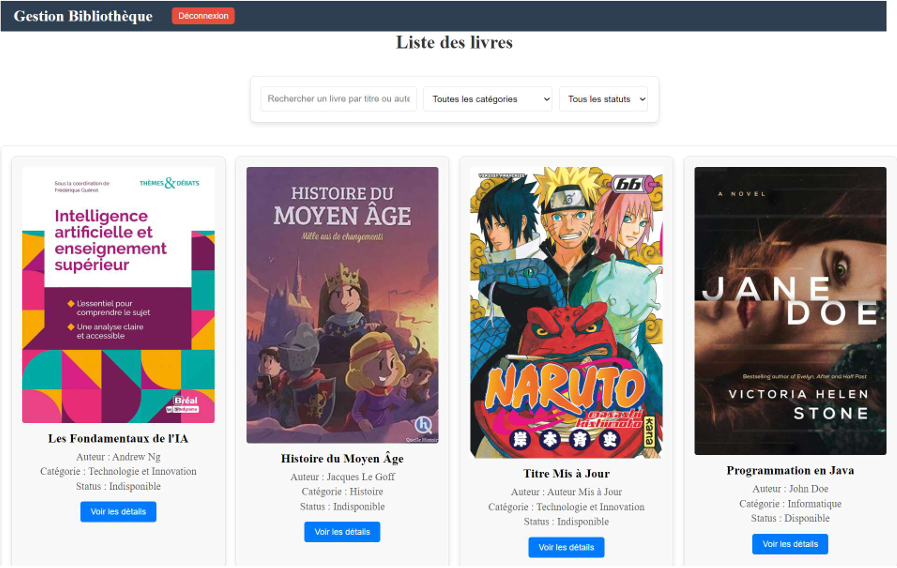 Gestion Bibliothèque
Déconnexion
Liste des livres
Rechercher un livre par titre ou aute
Toutes les catégories
Tous les statuts
Sous la coordination de
Frédérique Guénot
THÈMES & DÉBATS
Intelligence
artificielle et
enseignement
supérieur
L'essentiel pour
comprendre le sujet
Une analyse claire
et accessible
Bréal
Studyrama
Les Fondamentaux de l'IA
Auteur : Andrew Ng
Catégorie : Technologie et Innovation
Status : Indisponible
Voir les détails
HISTOIRE DU
MOYEN ÂGE
Mille ans de changements
Quelle Histoire
Histoire du Moyen Âge
Auteur : Jacques Le Goff
Catégorie : Histoire
Status : Indisponible
Voir les détails
VERSION FRANÇAISE
66
NARUTO
MASASHI
KISHIMOTO
岸本斉史
kana
Titre Mis à Jour
Auteur : Auteur Mis à Jour
Catégorie : Technologie et Innovation
Status : Indisponible
Voir les détails
A NOVEL
JANE
DOE
Bestselling author of Evelyn, After and Half Past
VICTORIA HELEN
STONE
Programmation en Java
Auteur : John Doe
Catégorie : Informatique
Status : Disponible
Voir les détails